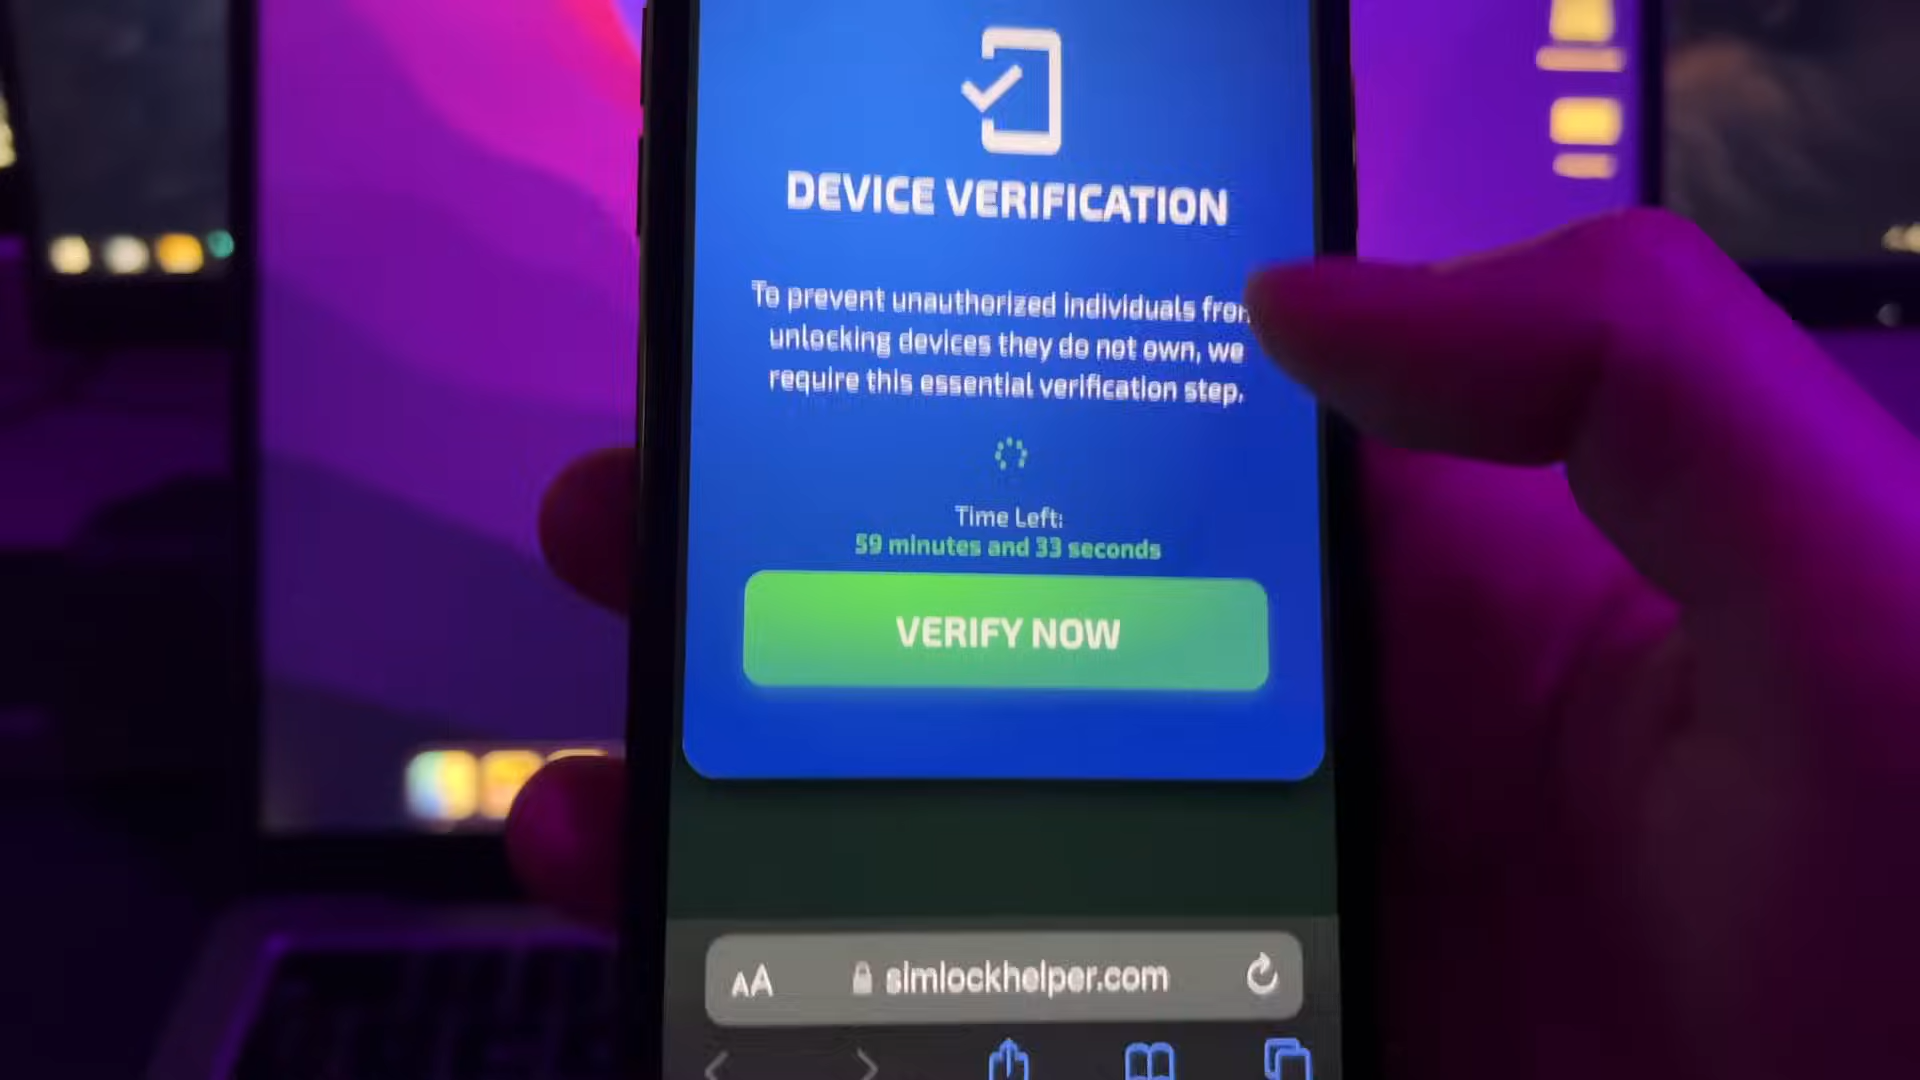 DEVICE VERIFICATION
To prevent unauthorized individuals from
unlocking devices they do not own, we
require this essential verification step.
Time Left:
59 minutes and 33 seconds
VERIFY NOW
AA simlockhelper.com